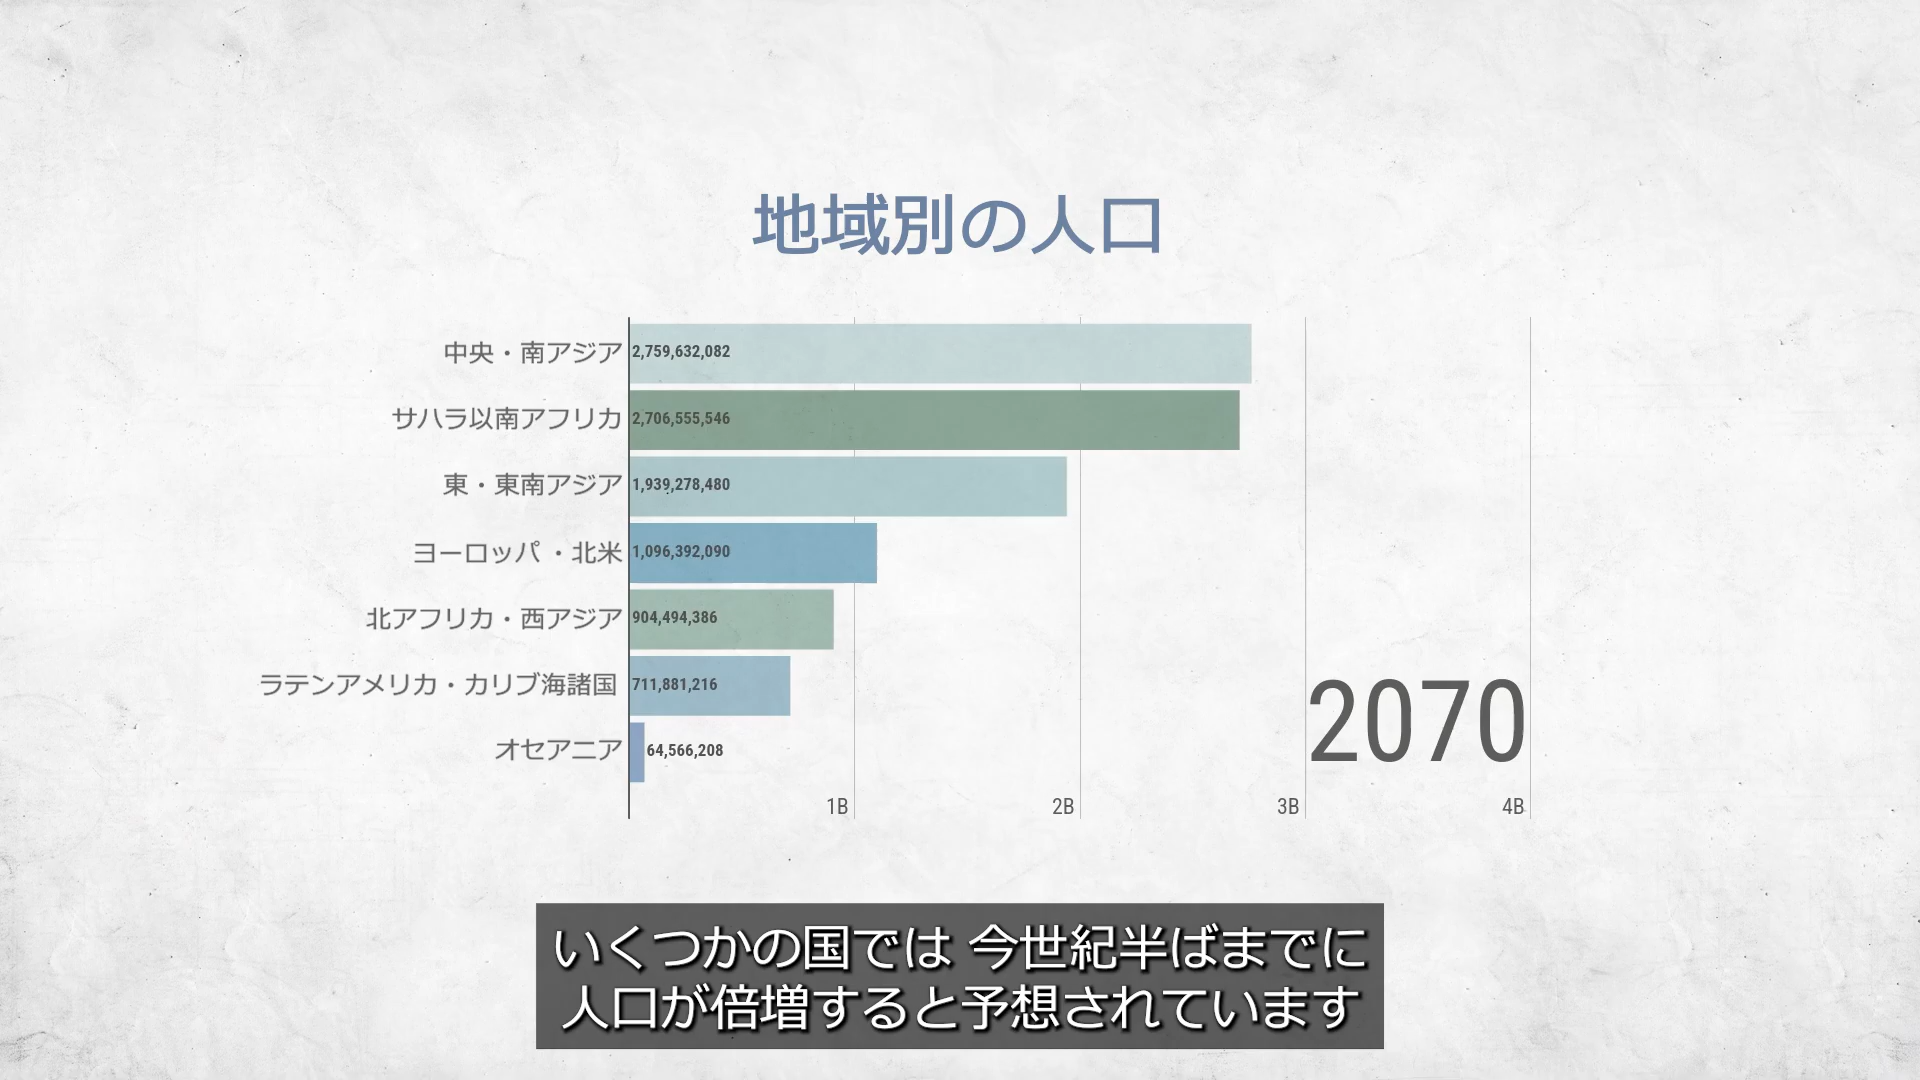 地域別の人口
中央・南アジア 2,759,632,082
サハラ以南アフリカ 2,706,555,546
東・東南アジア 1,939,278,480
ヨーロッパ・北米 1,096,392,090
北アフリカ・西アジア 904,494,386
ラテンアメリカ・カリブ海諸国 711,881,216
オセアニア 64,566,208
2070
1B 2B 3B 4B
いくつかの国では 今世紀半ばまでに
人口が倍増すると予想されています